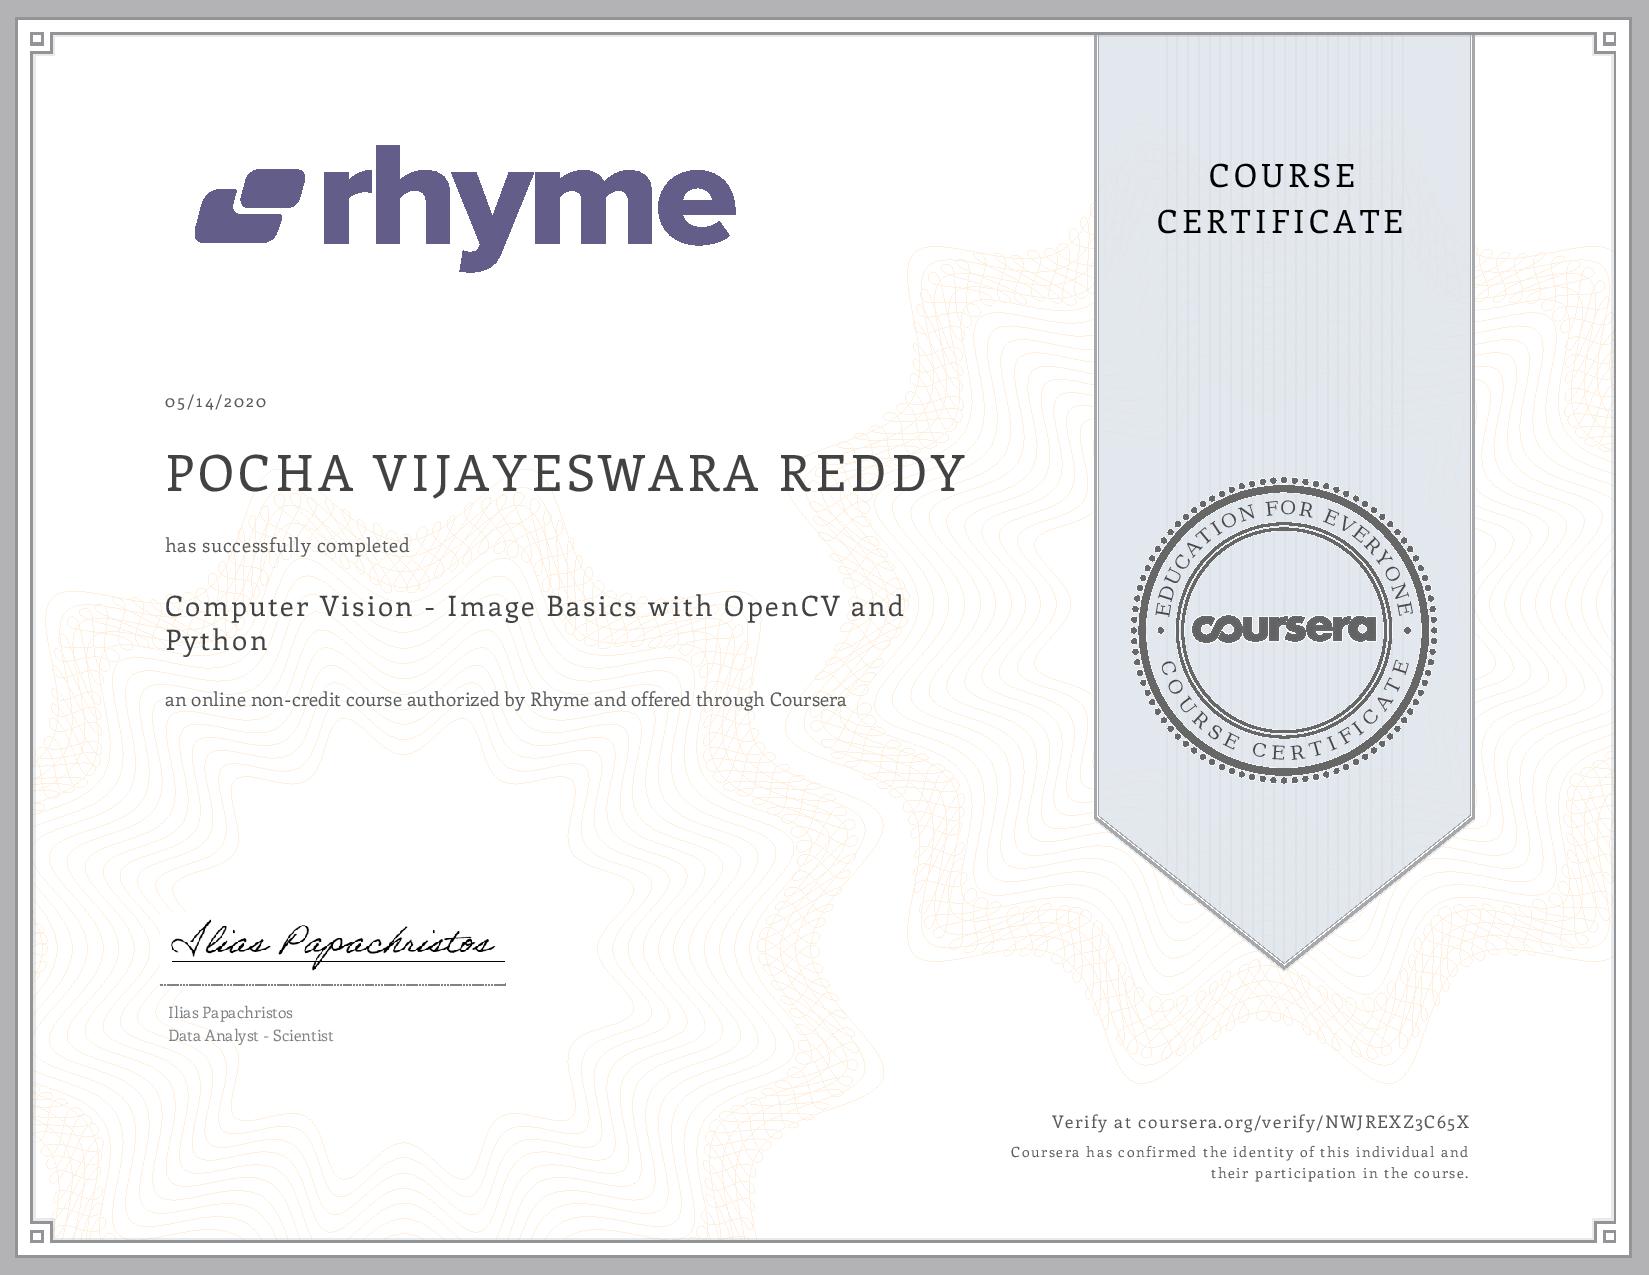 rhyme
COURSE
CERTIFICATE
05/14/2020
POCHA VIJAYESWARA REDDY
has successfully completed
Computer Vision - Image Basics with OpenCV and
Python
an online non-credit course authorized by Rhyme and offered through Coursera
EDUCATION FOR EVERYONE
coursera
COURSE CERTIFICATE
Ilias Papachristos
Ilias Papachristos
Data Analyst - Scientist
Verify at coursera.org/verify/NWJREXZ3C65X
Coursera has confirmed the identity of this individual and
their participation in the course.